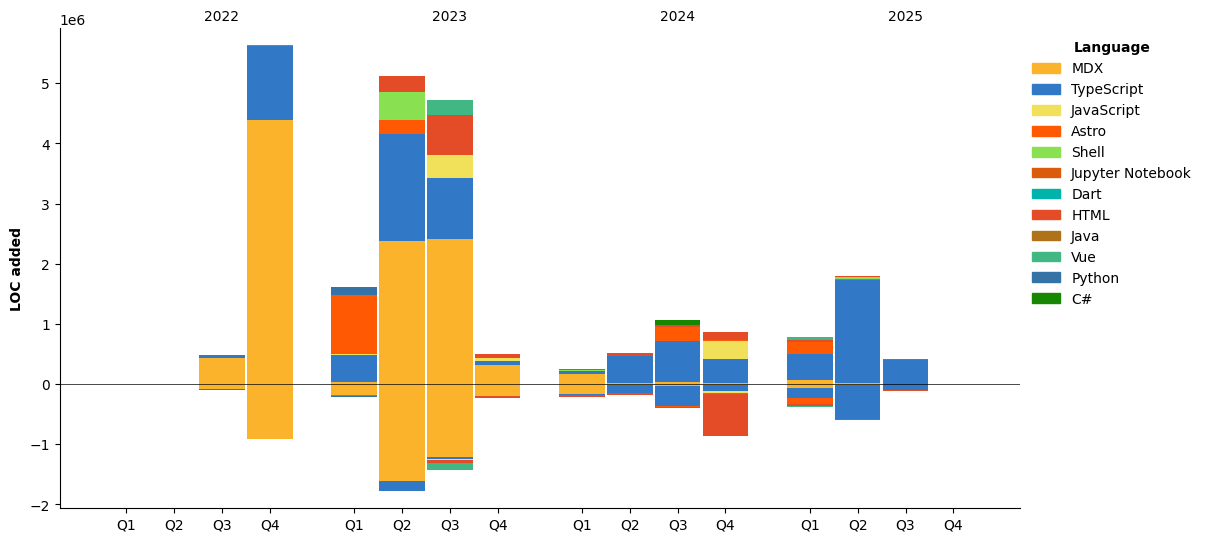 2022 2023 2024 2025
1e6
Language
MDX
TypeScript
JavaScript
Astro
Shell
Jupyter Notebook
Dart
HTML
Java
Vue
Python
C#
LOC added
5
4
3
2
1
0
−1
−2
Q1 Q2 Q3 Q4 Q1 Q2 Q3 Q4 Q1 Q2 Q3 Q4 Q1 Q2 Q3 Q4